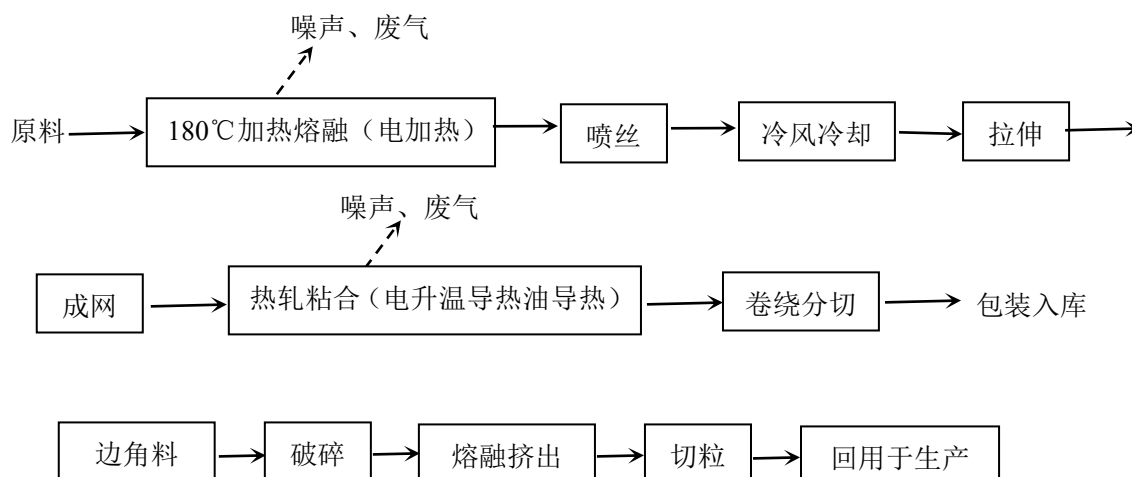 噪声、废气
原料 180℃加热熔融（电加热） 喷丝 冷风冷却 拉伸
噪声、废气
成网 热轧粘合（电升温导热油导热） 卷绕分切 包装入库
边角料 破碎 熔融挤出 切粒 回用于生产